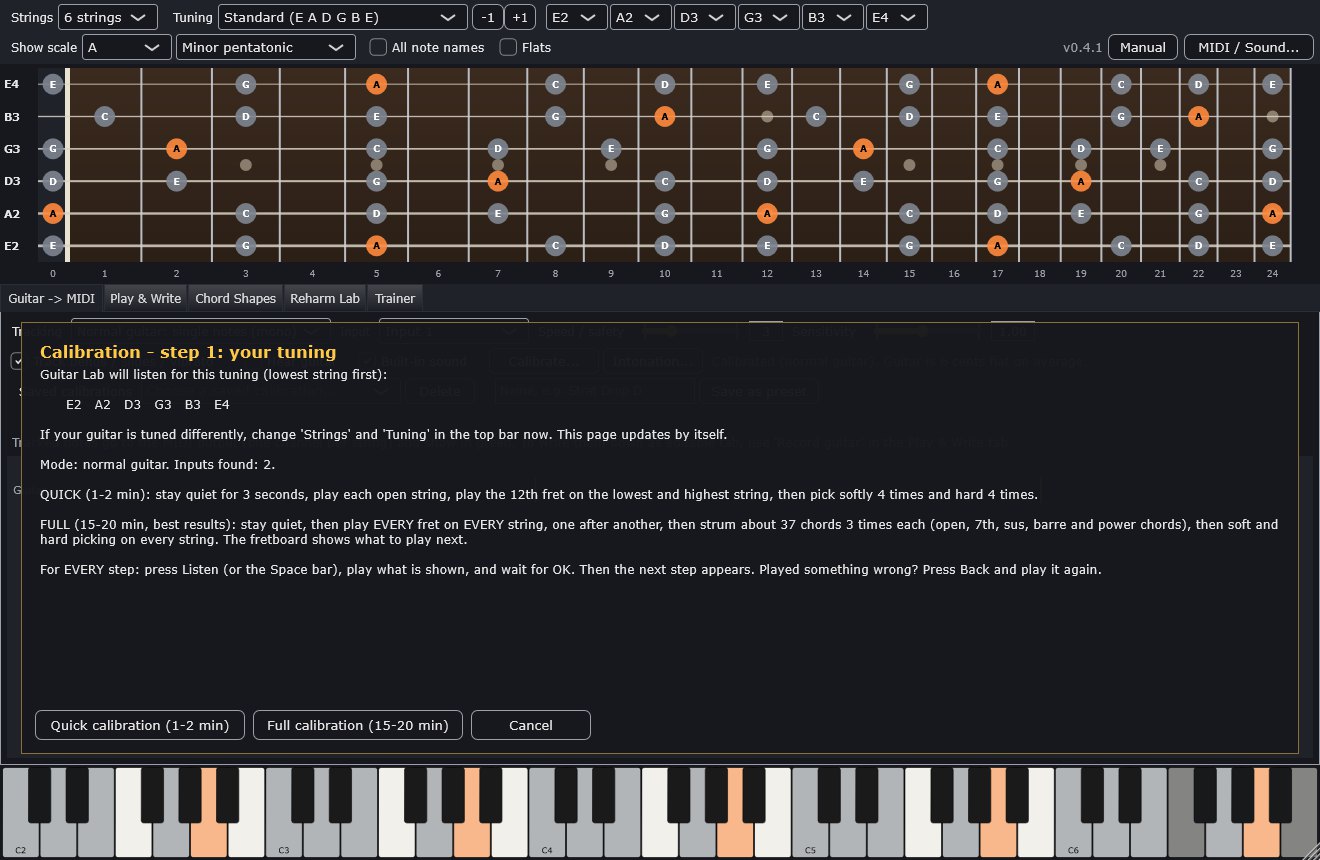 Strings 6 strings Tuning Standard (E A D G B E) -1 +1 E2 A2 D3 G3 B3 E4
Show scale A Minor pentatonic All note names Flats v0.4.1 Manual MIDI / Sound...
E4 E G A C D E G A C D E
B3 C D E G A C D E G A
G3 G A C D E G A C D E G
D3 D E G A C D E G A C D
A2 A C D E G A C D E G A
E2 E G A C D E G A C D E
0 1 2 3 4 5 6 7 8 9 10 11 12 13 14 15 16 17 18 19 20 21 22 23 24
Guitar -> MIDI Play & Write Chord Shapes Reharm Lab Trainer
Calibration - step 1: your tuning
Guitar Lab will listen for this tuning (lowest string first):
E2 A2 D3 G3 B3 E4
If your guitar is tuned differently, change 'Strings' and 'Tuning' in the top bar now. This page updates by itself.
Mode: normal guitar. Inputs found: 2.
QUICK (1-2 min): stay quiet for 3 seconds, play each open string, play the 12th fret on the lowest and highest string, then pick softly 4 times and hard 4 times.
FULL (15-20 min, best results): stay quiet, then play EVERY fret on EVERY string, one after another, then strum about 37 chords 3 times each (open, 7th, sus, barre and power chords), then soft and
hard picking on every string. The fretboard shows what to play next.
For EVERY step: press Listen (or the Space bar), play what is shown, and wait for OK. Then the next step appears. Played something wrong? Press Back and play it again.
Quick calibration (1-2 min) Full calibration (15-20 min) Cancel
C2 C3 C4 C5 C6